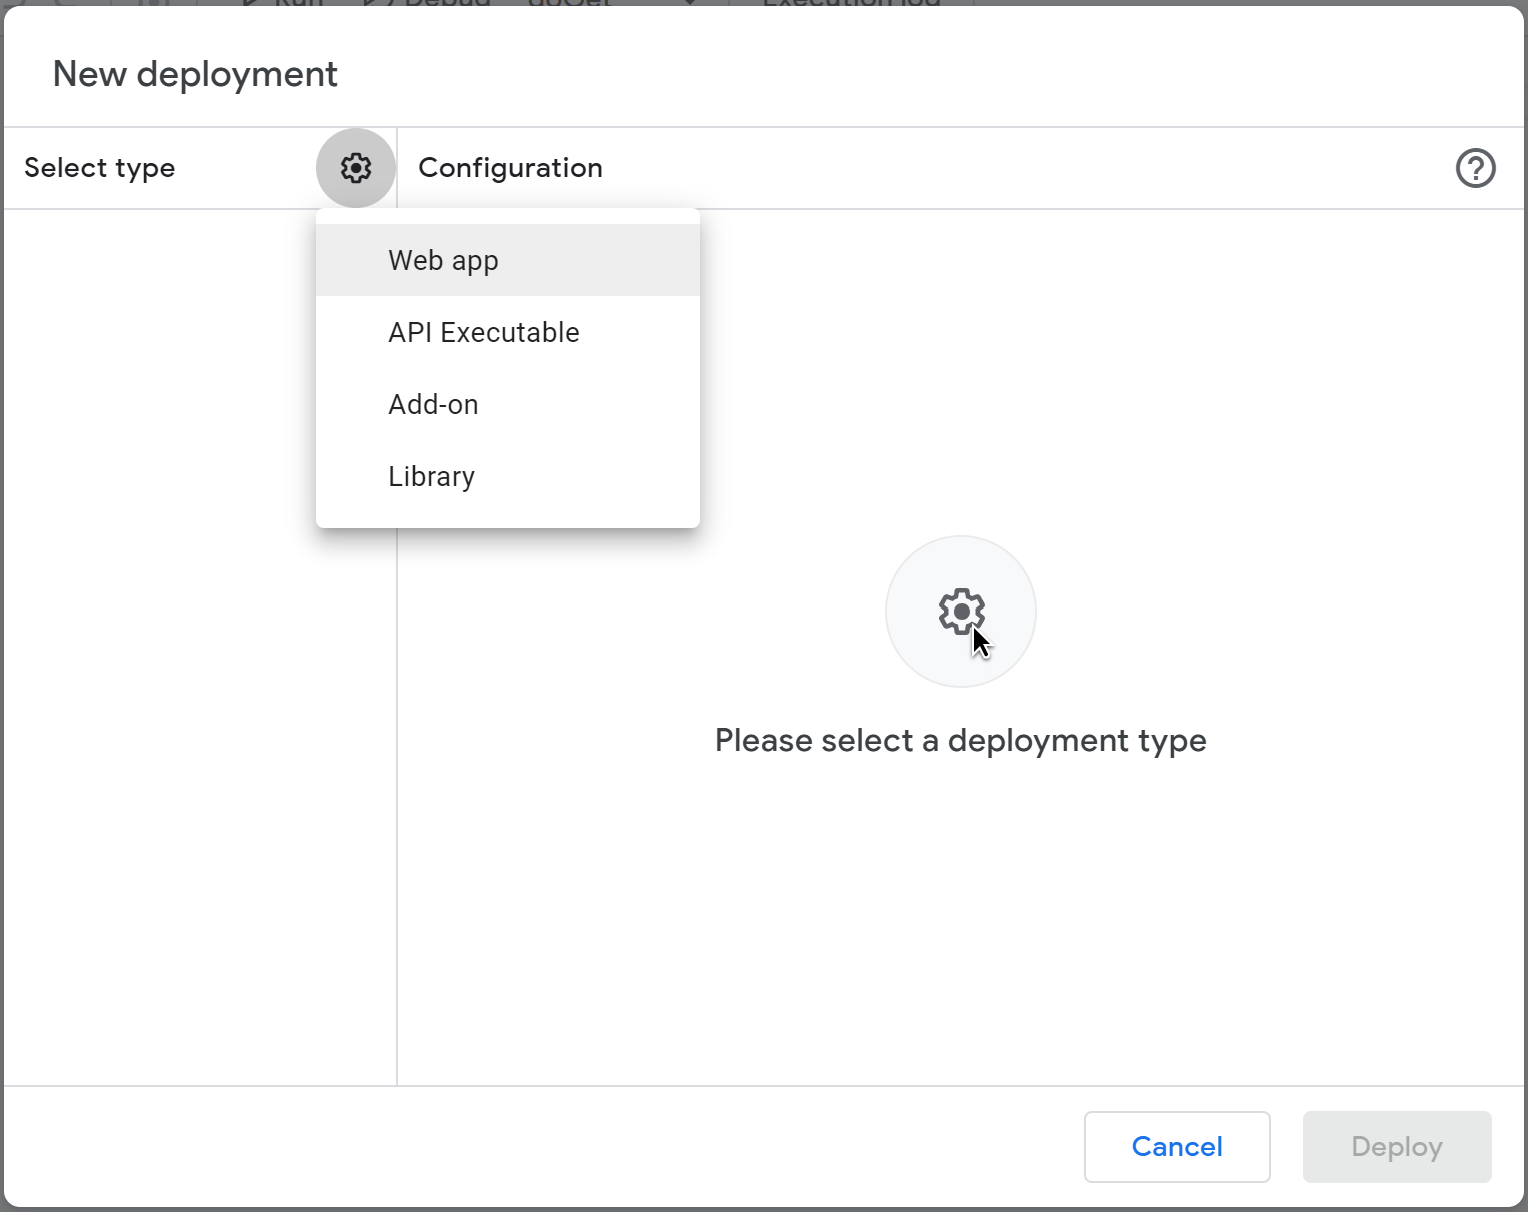 New deployment
Select type
Configuration
Web app
API Executable
Add-on
Library
Please select a deployment type
Cancel
Deploy